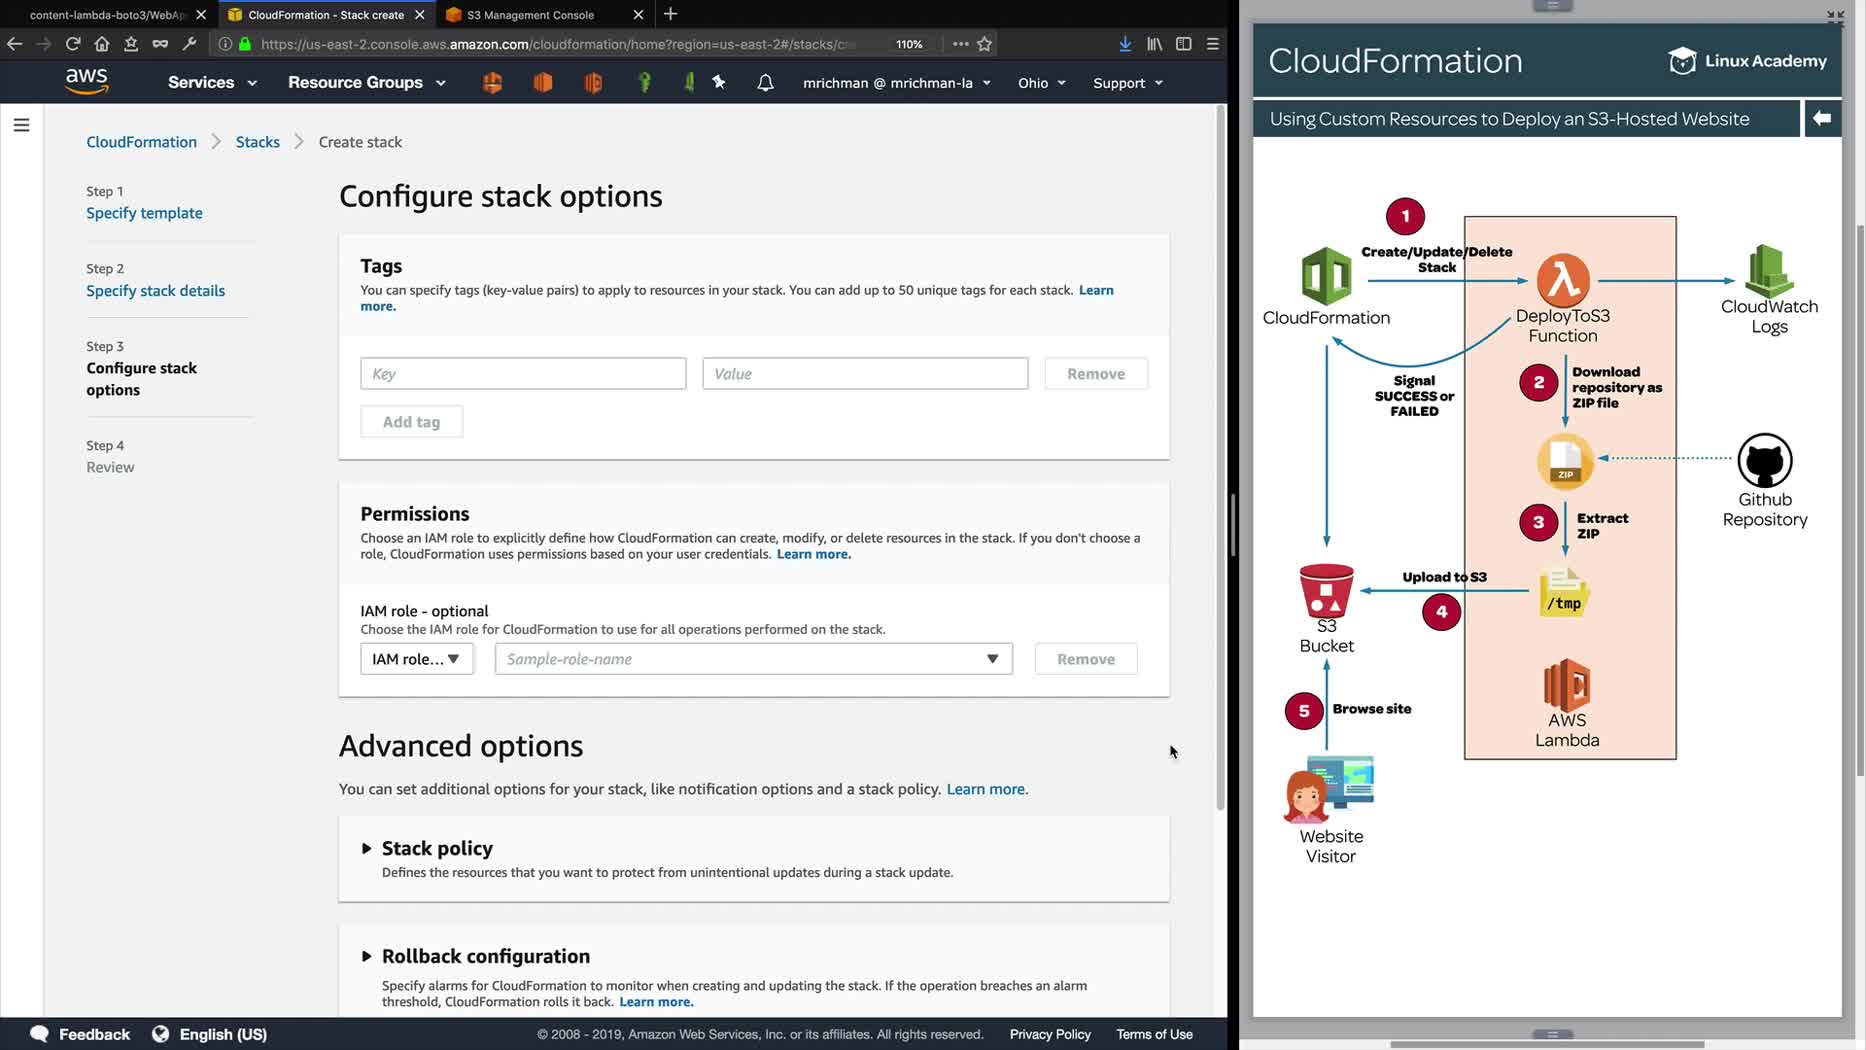 content-lambda-boto3/WebAp
CloudFormation - Stack create
S3 Management Console
https://us-east-2.console.aws.amazon.com/cloudformation/home?region=us-east-2#/stacks/c
110%
aws
Services
Resource Groups
mrichman @ mrichman-la
Ohio
Support
CloudFormation
Stacks
Create stack
Step 1
Specify template
Step 2
Specify stack details
Step 3
Configure stack
options
Step 4
Review
Configure stack options
Tags
You can specify tags (key-value pairs) to apply to resources in your stack. You can add up to 50 unique tags for each stack. Learn
more.
Key
Value
Remove
Add tag
Permissions
Choose an IAM role to explicitly define how CloudFormation can create, modify, or delete resources in the stack. If you don't choose a
role, CloudFormation uses permissions based on your user credentials. Learn more.
IAM role - optional
Choose the IAM role for CloudFormation to use for all operations performed on the stack.
IAM role...
Sample-role-name
Remove
Advanced options
You can set additional options for your stack, like notification options and a stack policy. Learn more.
Stack policy
Defines the resources that you want to protect from unintentional updates during a stack update.
Rollback configuration
Specify alarms for CloudFormation to monitor when creating and updating the stack. If the operation breaches an alarm
threshold, CloudFormation rolls it back. Learn more.
Feedback
English (US)
© 2008 - 2019, Amazon Web Services, Inc. or its affiliates. All rights reserved.
Privacy Policy
Terms of Use
CloudFormation
Linux Academy
Using Custom Resources to Deploy an S3-Hosted Website
1
Create/Update/Delete
Stack
CloudFormation
DeployToS3
Function
CloudWatch
Logs
Signal
SUCCESS or
FAILED
2
Download
repository as
ZIP file
ZIP
Github
Repository
3
Extract
ZIP
Upload to S3
4
/tmp
S3
Bucket
AWS
Lambda
5
Browse site
Website
Visitor